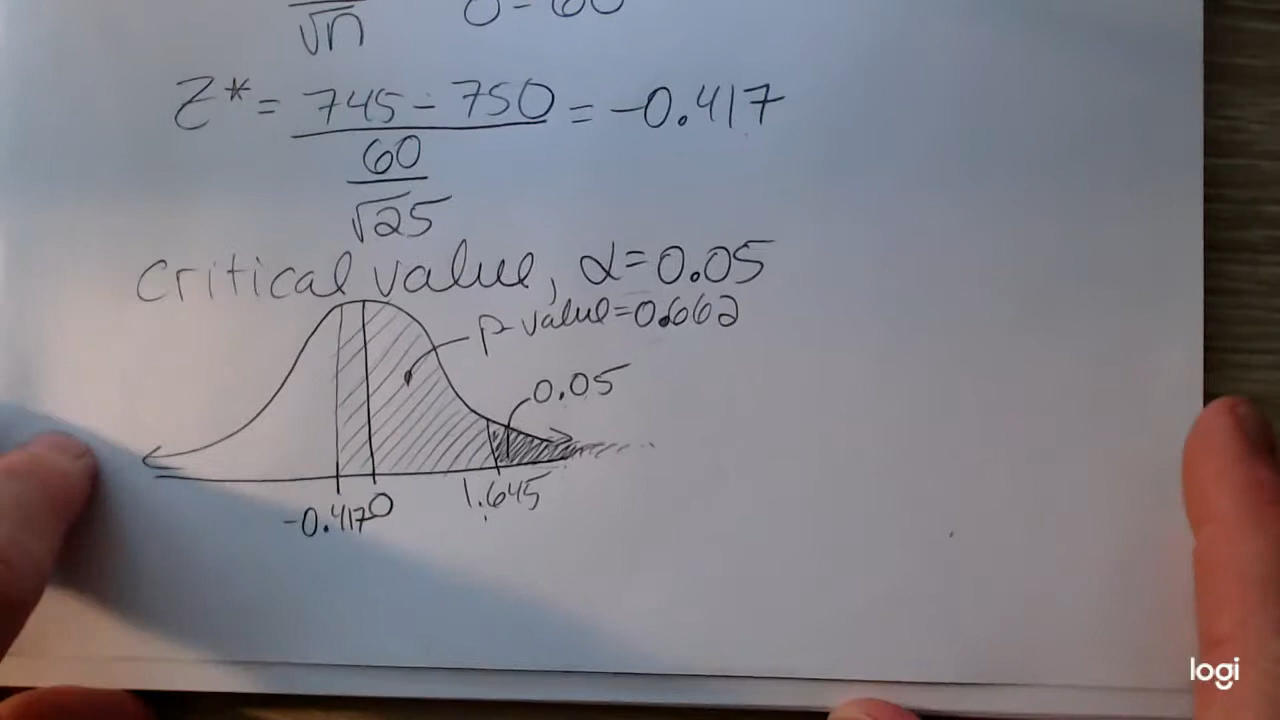 √n σ=60
Z* = 745 - 750 = -0.417
60
√25
critical value, α=0.05
p value=0.662
0.05
-0.417 0 1.645
logi